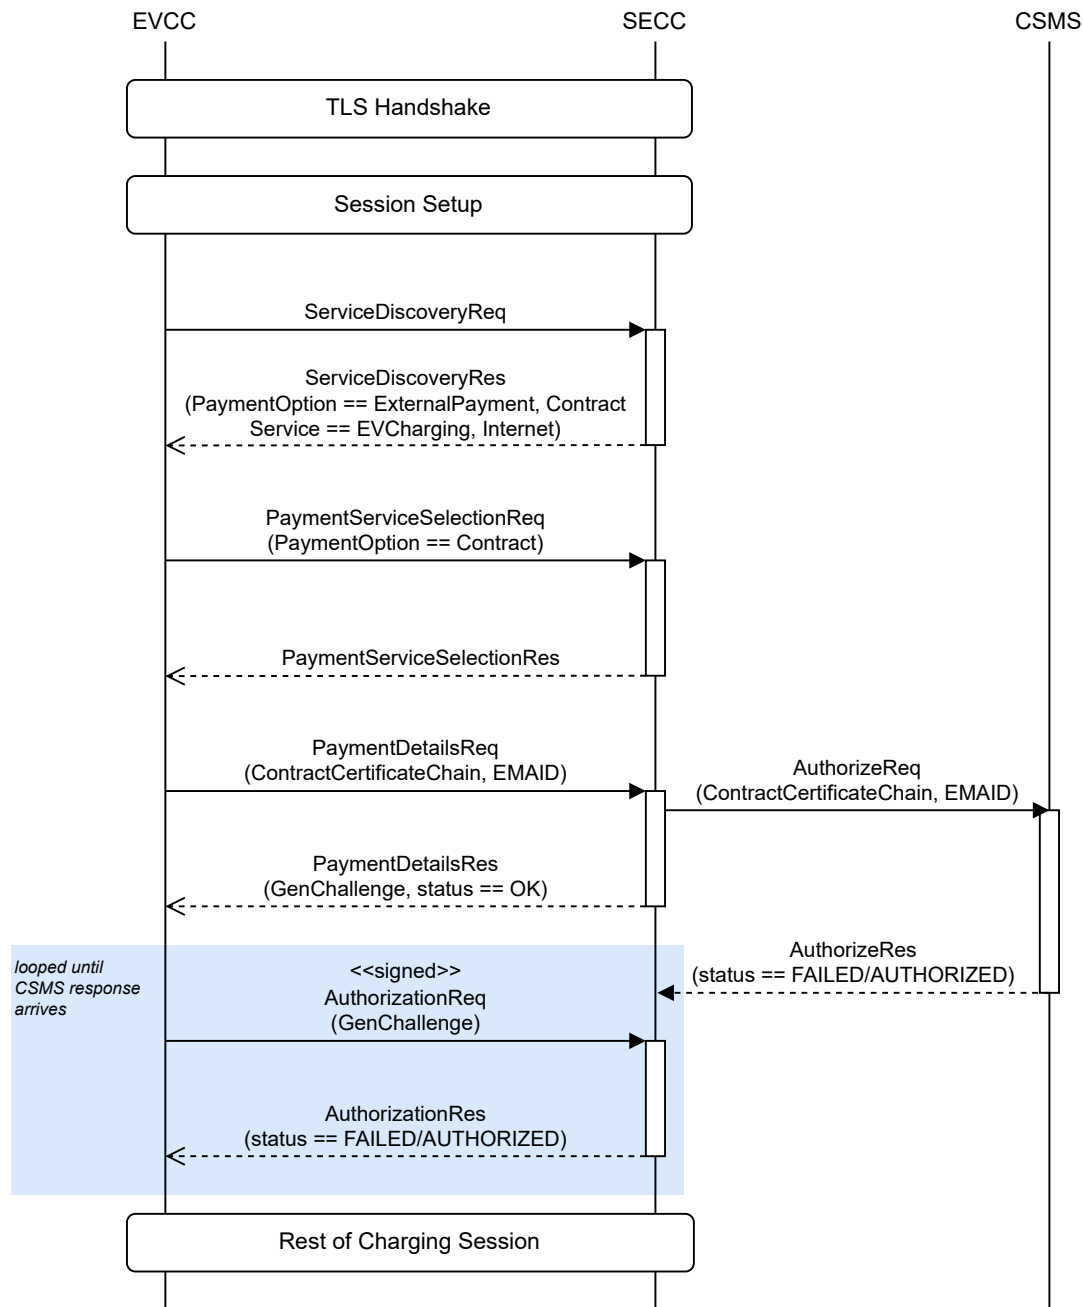 EVCC
SECC
CSMS
TLS Handshake
Session Setup
ServiceDiscoveryReq
ServiceDiscoveryRes
(PaymentOption == ExternalPayment, Contract
Service == EVCharging, Internet)
PaymentServiceSelectionReq
(PaymentOption == Contract)
PaymentServiceSelectionRes
PaymentDetailsReq
(ContractCertificateChain, EMAID)
AuthorizeReq
(ContractCertificateChain, EMAID)
PaymentDetailsRes
(GenChallenge, status == OK)
AuthorizeRes
(status == FAILED/AUTHORIZED)
looped until
CSMS response
arrives
<<signed>>
AuthorizationReq
(GenChallenge)
AuthorizationRes
(status == FAILED/AUTHORIZED)
Rest of Charging Session